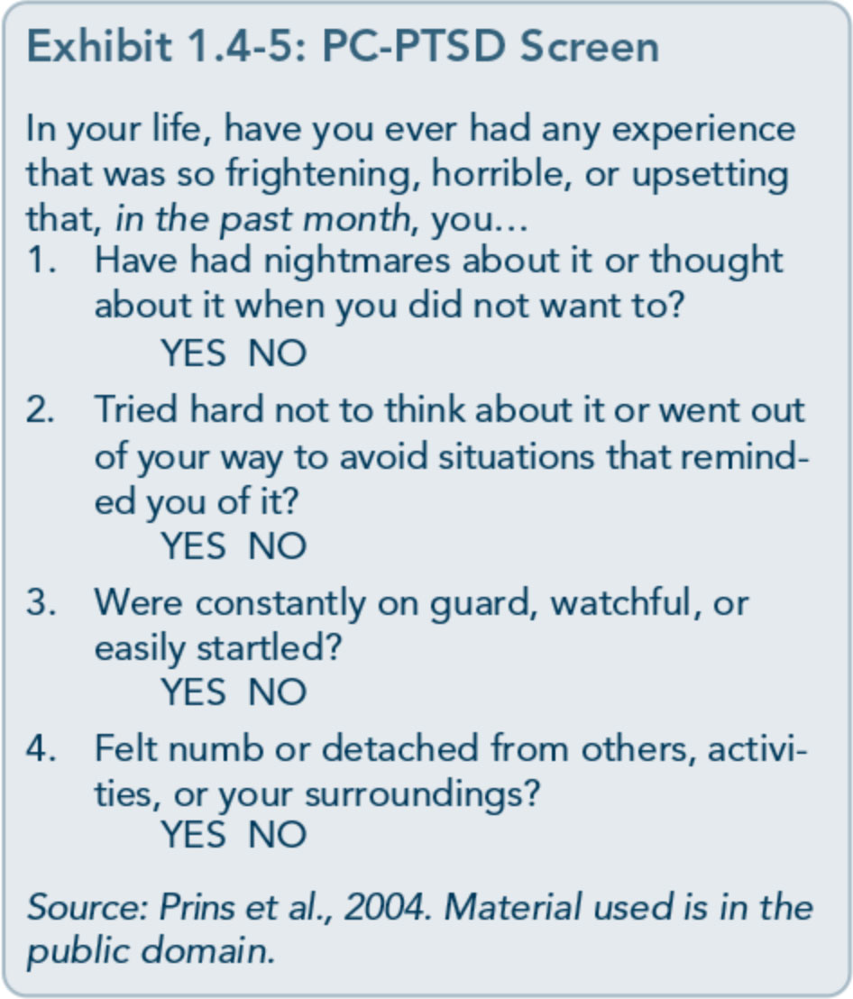 Exhibit 1.4-5: PC-PTSD Screen
In your life, have you ever had any experience
that was so frightening, horrible, or upsetting
that, in the past month, you…
1. Have had nightmares about it or thought
about it when you did not want to?
YES NO
2. Tried hard not to think about it or went out
of your way to avoid situations that remind-
ed you of it?
YES NO
3. Were constantly on guard, watchful, or
easily startled?
YES NO
4. Felt numb or detached from others, activi-
ties, or your surroundings?
YES NO
Source: Prins et al., 2004. Material used is in the
public domain.